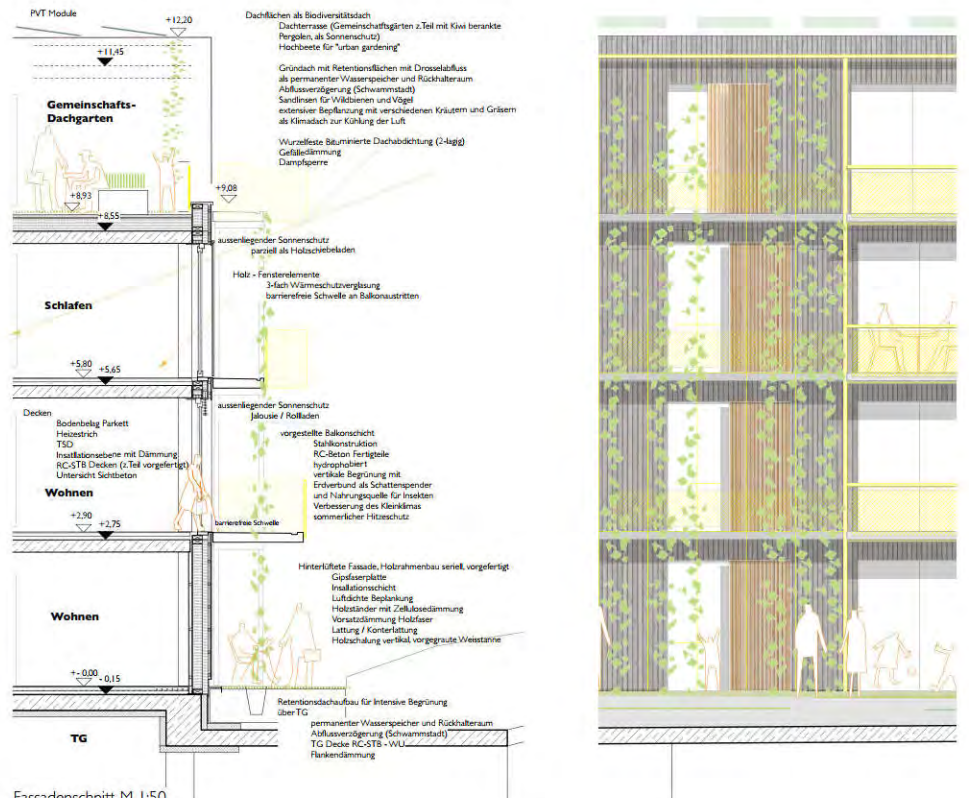 PVT Module
+12,20
+11,45
Gemeinschafts-
Dachgarten
+8,93
+8,55
+9,08
Dachflächen als Biodiversitätsdach
Dachterrasse (Gemeinschaftsgärten z.Teil mit Kiwi berankte
Pergolen, als Sonnenschutz)
Hochbeete für "urban gardening"
Gründach mit Retentionsflächen mit Drosselabfluss
als permanenter Wasserspeicher und Rückhalteraum
Abflussverzögerung (Schwammstadt)
Sandlinsen für Wildbienen und Vögel
extensiver Bepflanzung mit verschiedenen Kräutern und Gräsern
als Klimadach zur Kühlung der Luft
Wurzelfeste Bituminierte Dachabdichtung (2-lagig)
Gefälledämmung
Dampfsperre
aussenliegender Sonnenschutz
parziell als Holzschiebeladen
Holz - Fensterelemente
3-fach Wärmeschutzverglasung
barrierefreie Schwelle an Balkonaustritten
Schlafen
+5,80
+5,65
aussenliegender Sonnenschutz
Jalousie / Rollladen
Decken
Bodenbelag Parkett
Heizestrich
TSD
Insatllationsebene mit Dämmung
RC-STB Decken (z.Teil vorgefertigt)
Untersicht Sichtbeton
vorgestellte Balkonschicht
Stahlkonstruktion
RC-Beton Fertigteile
hydrophobiert
vertikale Begrünung mit
Erdverbund als Schattenspender
und Nahrungsquelle für Insekten
Verbesserung des Kleinklimas
sommerlicher Hitzeschutz
Wohnen
+2,90
+2,75
barrierefreie Schwelle
Hinterlüftete Fassade, Holzrahmenbau seriell, vorgefertigt
Gipsfaserplatte
Insallationsschicht
Luftdichte Beplankung
Holzständer mit Zellulosedämmung
Vorsatzdämmung Holzfaser
Lattung / Konterlattung
Holzschalung vertikal, vorgegraute Weisstanne
Wohnen
+- 0,00
- 0,15
Retentionsdachaufbau für Intensive Begrünung
über TG
permanenter Wasserspeicher und Rückhalteraum
Abflussverzögerung (Schwammstadt)
TG Decke RC-STB - WU
Flankendämmung
TG
Fassadenschnitt M 1:50